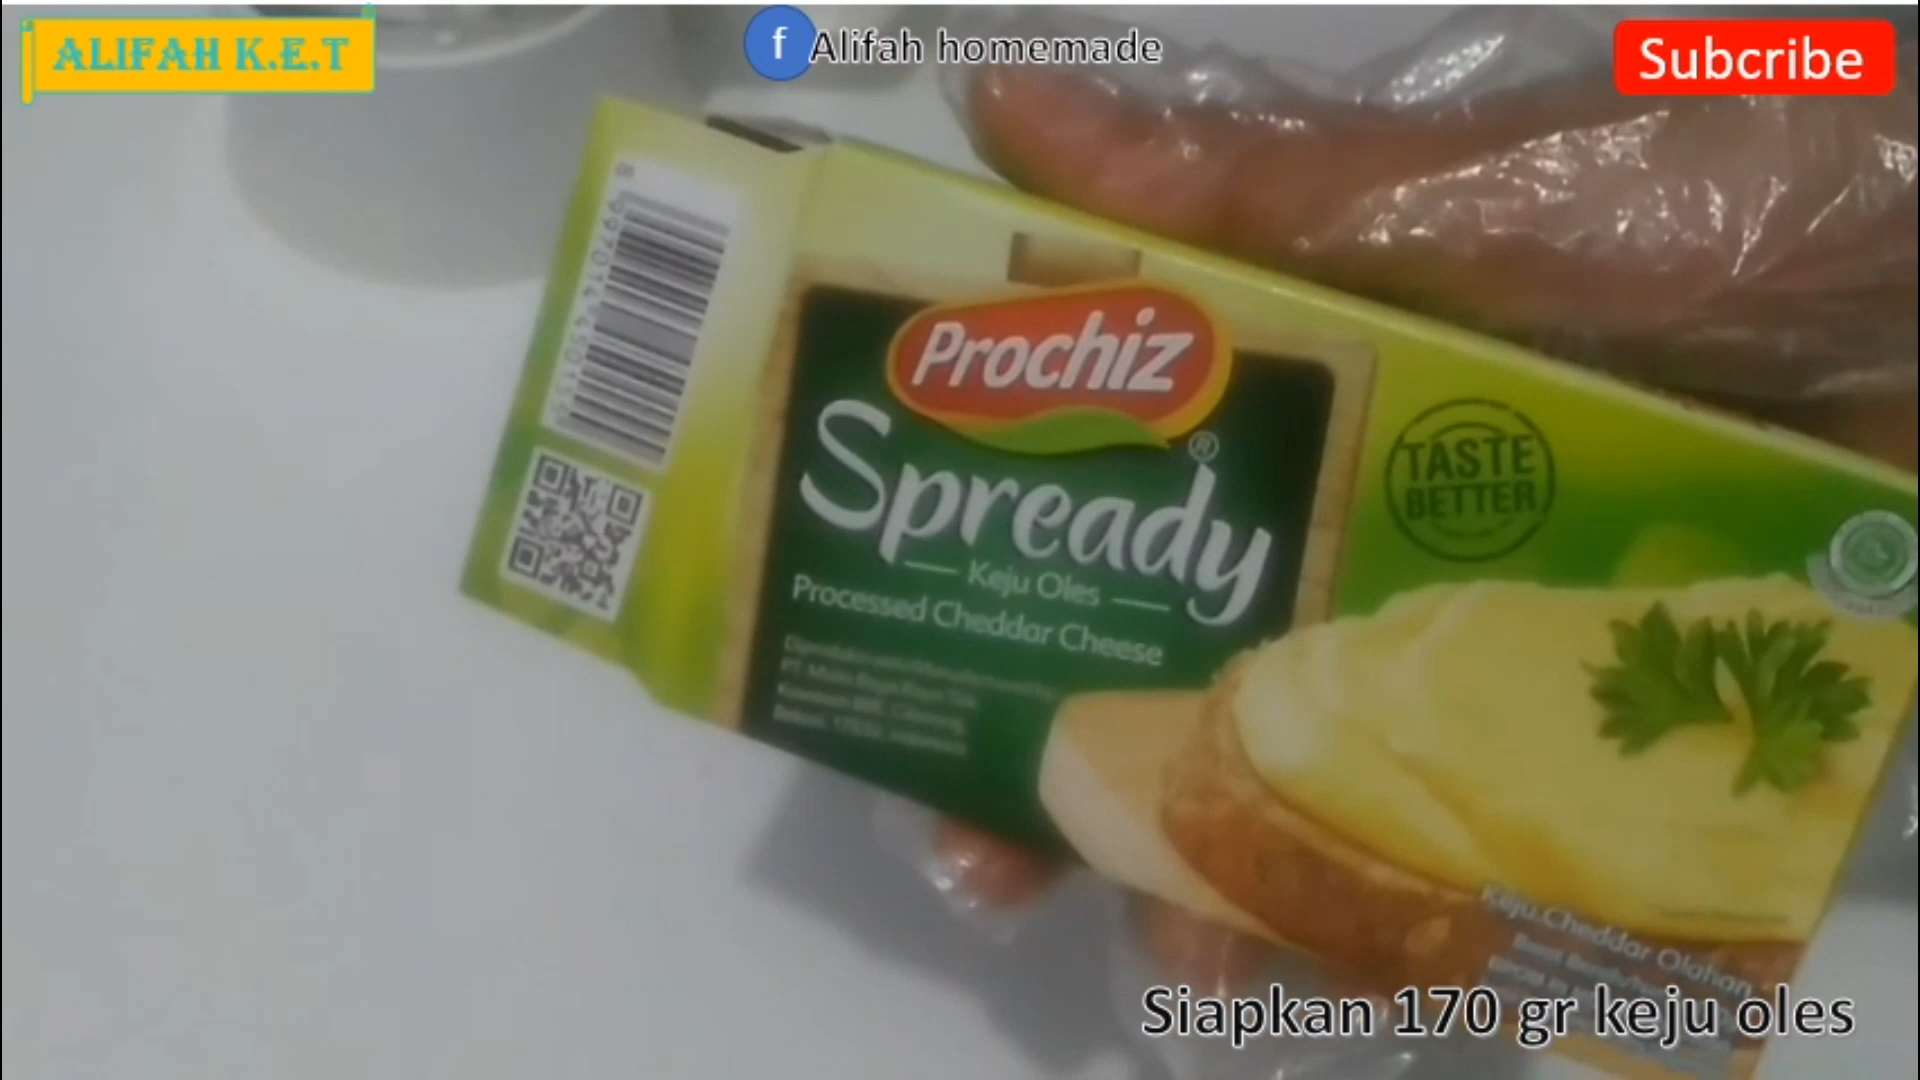 ALIFAH K.E.T
f Alifah homemade
Subcribe
Prochiz
Spready
®
Keju Oles
Processed Cheddar Cheese
TASTE
BETTER
Keju Cheddar Olahan
Siapkan 170 gr keju oles